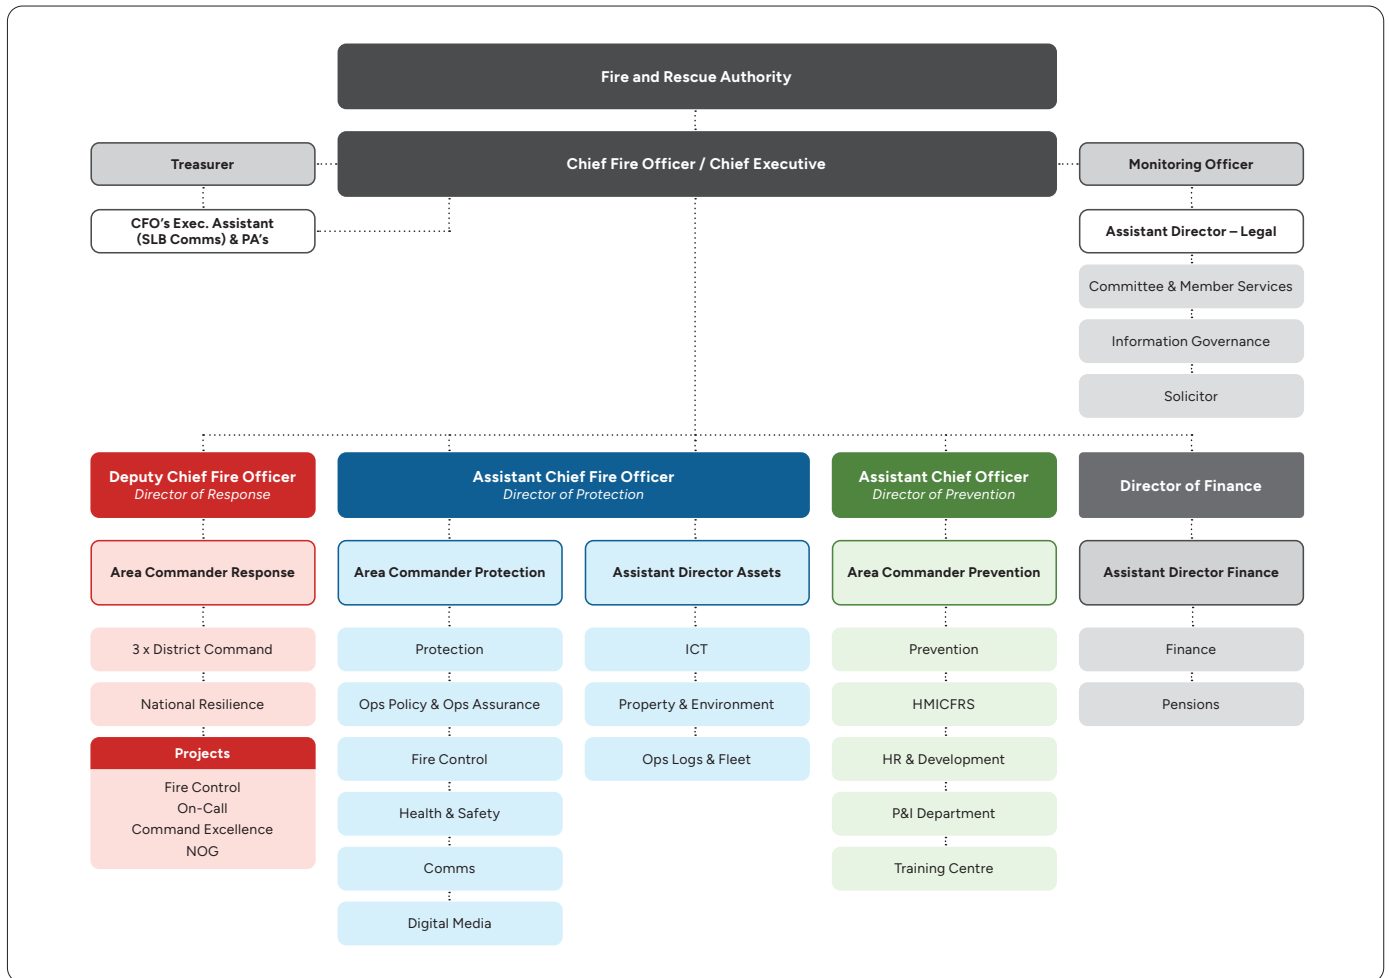 Fire and Rescue Authority
Treasurer
Chief Fire Officer / Chief Executive
Monitoring Officer
CFO's Exec. Assistant
(SLB Comms) & PA's
Assistant Director – Legal
Committee & Member Services
Information Governance
Solicitor
Deputy Chief Fire Officer
Director of Response
Assistant Chief Fire Officer
Director of Protection
Assistant Chief Officer
Director of Prevention
Director of Finance
Area Commander Response
Area Commander Protection
Assistant Director Assets
Area Commander Prevention
Assistant Director Finance
3 x District Command
Protection
ICT
Prevention
Finance
National Resilience
Ops Policy & Ops Assurance
Property & Environment
HMICFRS
Pensions
Projects
Fire Control
On-Call
Command Excellence
NOG
Fire Control
Ops Logs & Fleet
HR & Development
Health & Safety
P&I Department
Comms
Training Centre
Digital Media